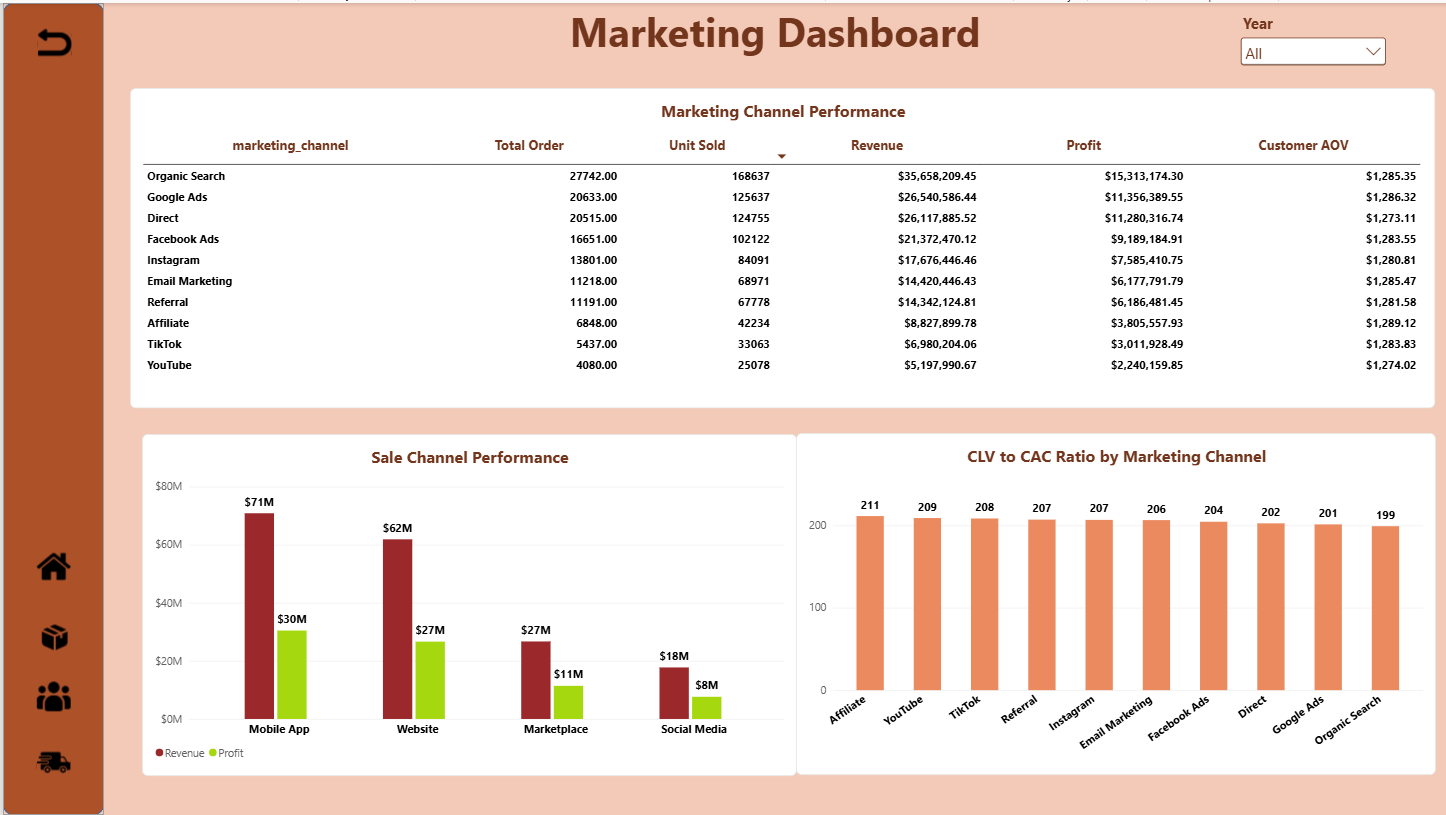 Marketing Dashboard
Year
All
Marketing Channel Performance
marketing_channel Total Order Unit Sold Revenue Profit Customer AOV
Organic Search 27742.00 168637 $35,658,209.45 $15,313,174.30 $1,285.35
Google Ads 20633.00 125637 $26,540,586.44 $11,356,389.55 $1,286.32
Direct 20515.00 124755 $26,117,885.52 $11,280,316.74 $1,273.11
Facebook Ads 16651.00 102122 $21,372,470.12 $9,189,184.91 $1,283.55
Instagram 13801.00 84091 $17,676,446.46 $7,585,410.75 $1,280.81
Email Marketing 11218.00 68971 $14,420,446.43 $6,177,791.79 $1,285.47
Referral 11191.00 67778 $14,342,124.81 $6,186,481.45 $1,281.58
Affiliate 6848.00 42234 $8,827,899.78 $3,805,557.93 $1,289.12
TikTok 5437.00 33063 $6,980,204.06 $3,011,928.49 $1,283.83
YouTube 4080.00 25078 $5,197,990.67 $2,240,159.85 $1,274.02
Sale Channel Performance
$80M
$60M
$40M
$20M
$0M
$71M $30M $62M $27M $27M $11M $18M $8M
Mobile App Website Marketplace Social Media
Revenue Profit
CLV to CAC Ratio by Marketing Channel
200
100
0
211 209 208 207 207 206 204 202 201 199
Affiliate YouTube TikTok Referral Instagram Email Marketing Facebook Ads Direct Google Ads Organic Search